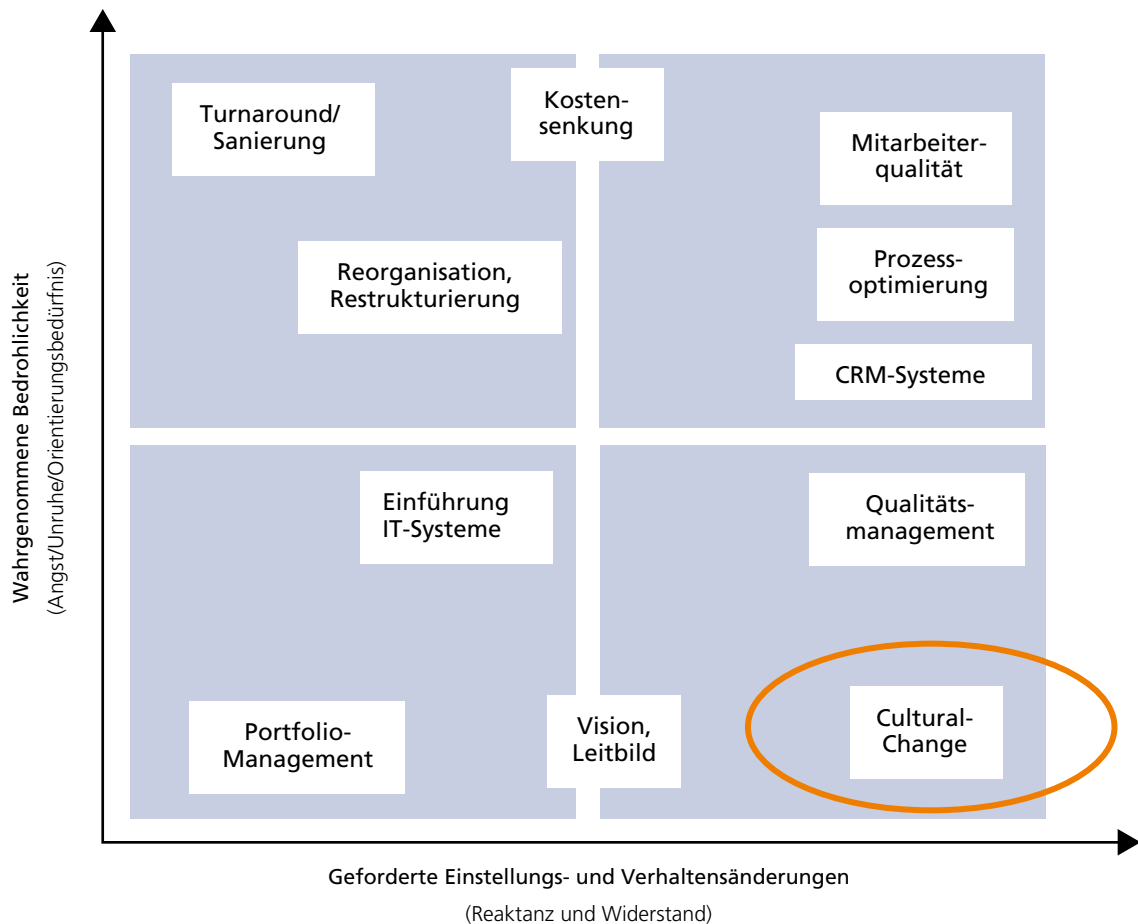 Turnaround/
Sanierung
Kosten-
senkung
Mitarbeiter-
qualität
Reorganisation,
Restrukturierung
Prozess-
optimierung
CRM-Systeme
Einführung
IT-Systeme
Qualitäts-
management
Portfolio-
Management
Vision,
Leitbild
Cultural-
Change
Wahrgenommene Bedrohlichkeit
(Angst/Unruhe/Orientierungsbedürfnis)
Geforderte Einstellungs- und Verhaltensänderungen
(Reaktanz und Widerstand)